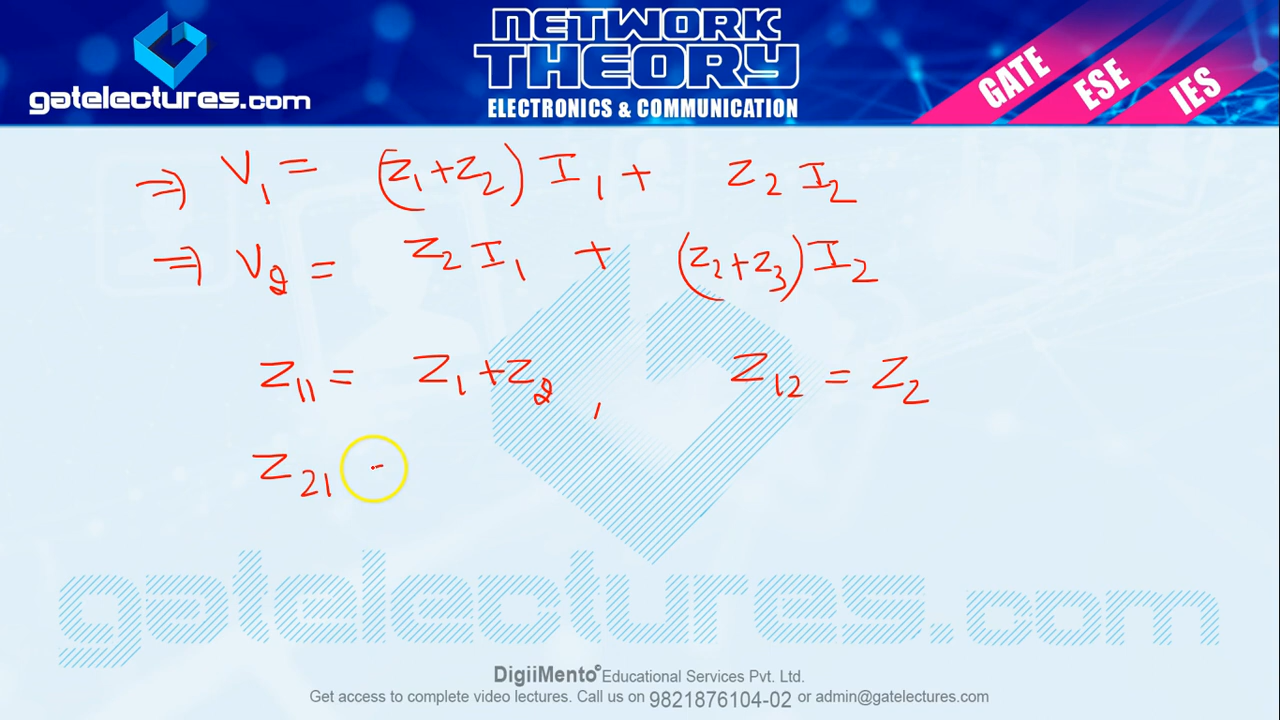 gatelectures.com
NETWORK
THEORY
ELECTRONICS & COMMUNICATION
GATE
ESE
IES
⇒ V₁ = (Z₁+Z₂) I₁ + Z₂ I₂
⇒ V₂ = Z₂ I₁ + (Z₂+Z₃) I₂
Z₁₁ = Z₁ + Z₂ , Z₁₂ = Z₂
Z₂₁ -
gatelectures.com
DigiiMento© Educational Services Pvt. Ltd.
Get access to complete video lectures. Call us on 9821876104-02 or admin@gatelectures.com